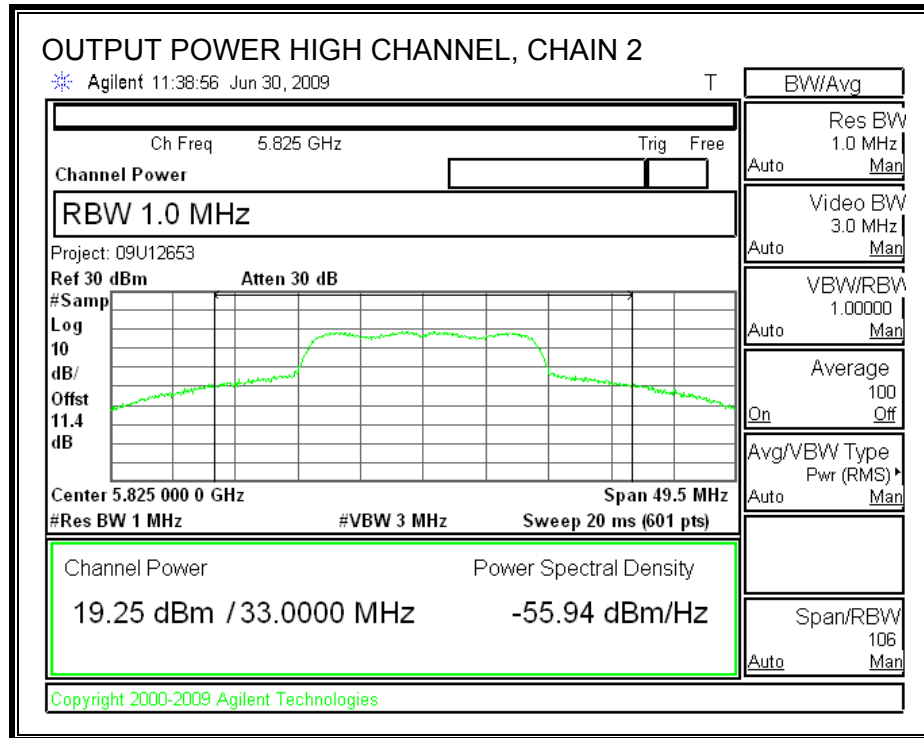 OUTPUT POWER HIGH CHANNEL, CHAIN 2
Agilent 11:38:56 Jun 30, 2009 T
Ch Freq 5.825 GHz Trig Free
Channel Power
RBW 1.0 MHz
Project: 09U12653
Ref 30 dBm Atten 30 dB
#Samp
Log
10
dB/
Offst
11.4
dB
Center 5.825 000 0 GHz Span 49.5 MHz
#Res BW 1 MHz #VBW 3 MHz Sweep 20 ms (601 pts)
Channel Power Power Spectral Density
19.25 dBm / 33.0000 MHz -55.94 dBm/Hz
Copyright 2000-2009 Agilent Technologies
BW/Avg
Res BW
1.0 MHz
Auto Man
Video BW
3.0 MHz
Auto Man
VBW/RBW
1.00000
Auto Man
Average
100
On Off
Avg/VBW Type
Pwr (RMS)
Auto Man
Span/RBW
106
Auto Man